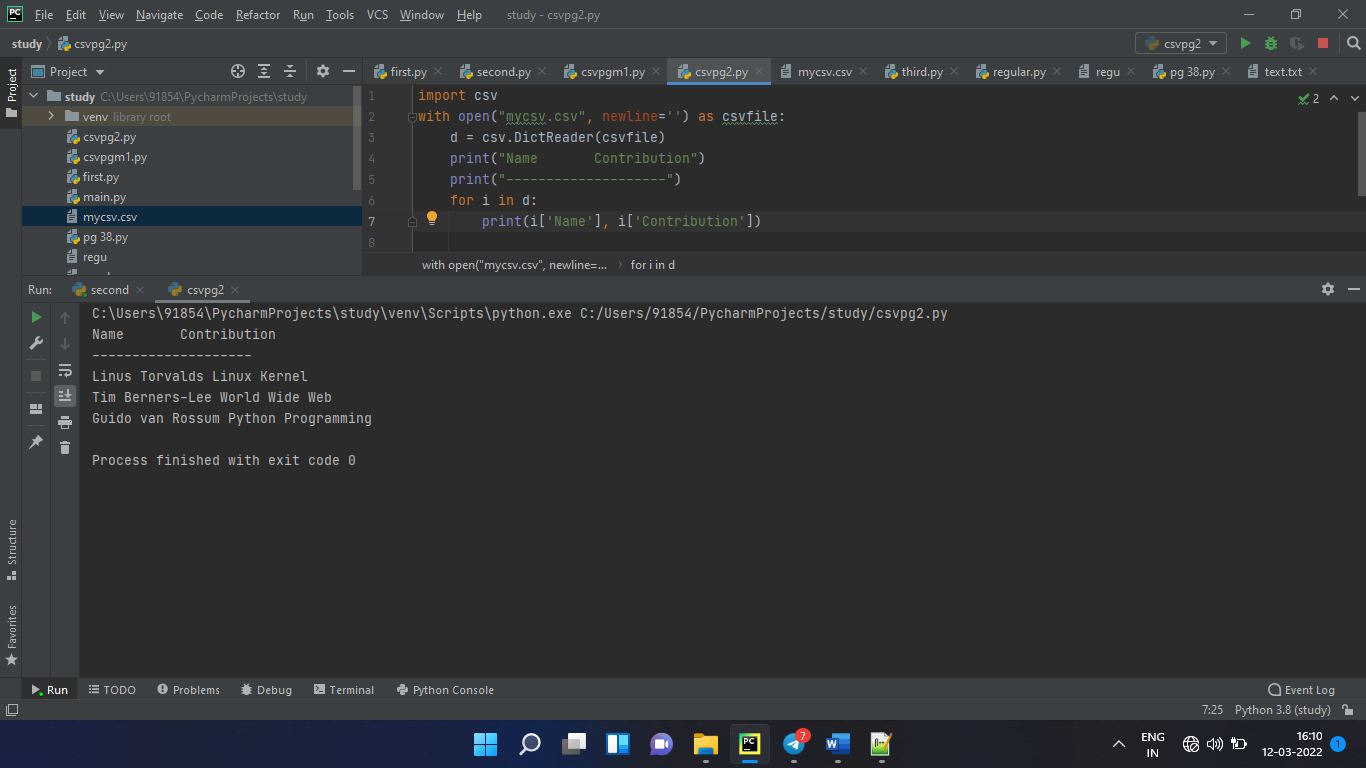 PC File Edit View Navigate Code Refactor Run Tools VCS Window Help study - csvpg2.py
study csvpg2.py csvpg2
Project
Project
first.py second.py csvpgm1.py csvpg2.py mycsv.csv third.py regular.py regu pg 38.py text.txt
study C:\Users\91854\PycharmProjects\study
venv library root
csvpg2.py
csvpgm1.py
first.py
main.py
mycsv.csv
pg 38.py
regu
1 import csv
2 with open("mycsv.csv", newline='') as csvfile:
3 d = csv.DictReader(csvfile)
4 print("Name       Contribution")
5 print("--------------------")
6 for i in d:
7 print(i['Name'], i['Contribution'])
8
2
with open("mycsv.csv", newline=... for i in d
Run: second csvpg2
C:\Users\91854\PycharmProjects\study\venv\Scripts\python.exe C:/Users/91854/PycharmProjects/study/csvpg2.py
Name       Contribution
--------------------
Linus Torvalds Linux Kernel
Tim Berners-Lee World Wide Web
Guido van Rossum Python Programming
Process finished with exit code 0
Structure
Favorites
Run TODO Problems Debug Terminal Python Console Event Log
7:25 Python 3.8 (study)
PC 7 W ENG 16:10
IN 12-03-2022 1